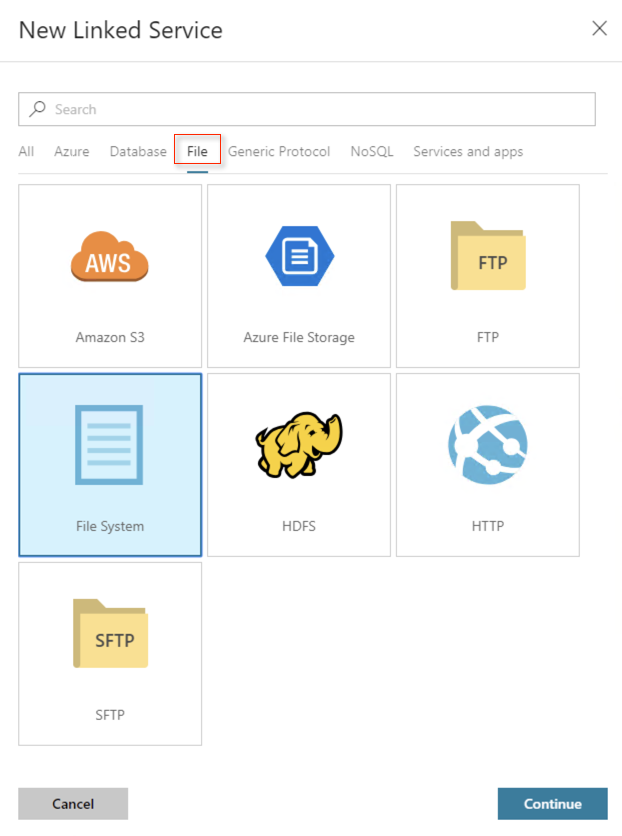 New Linked Service
Search
All Azure Database File Generic Protocol NoSQL Services and apps
AWS
FTP
Amazon S3 Azure File Storage FTP
File System HDFS HTTP
SFTP
SFTP
Cancel Continue